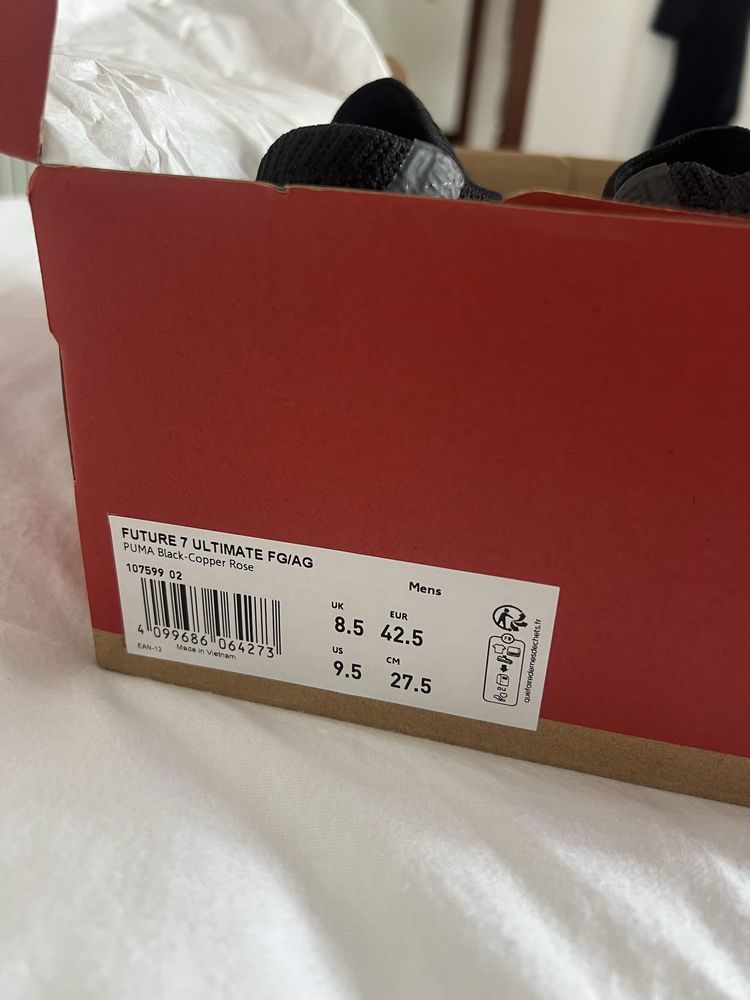 FUTURE 7 ULTIMATE FG/AG
PUMA Black-Copper Rose
107599 02
Mens
UK
8.5
EUR
42.5
US
9.5
CM
27.5
4 099686 064273
EAN-13
Made in Vietnam
quefairedemesdechets.fr